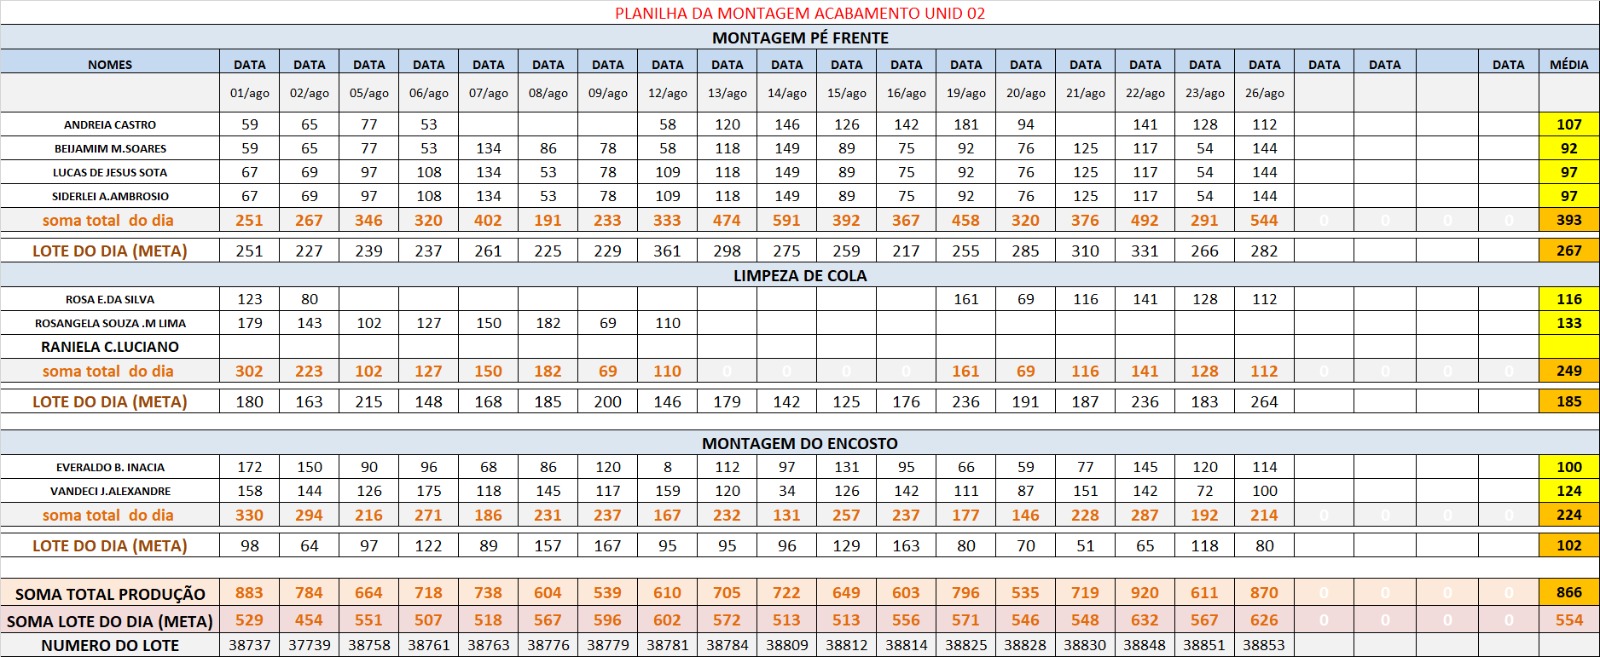 PLANILHA DA MONTAGEM ACABAMENTO UNID 02
MONTAGEM PÉ FRENTE
NOMES DATA DATA DATA DATA DATA DATA DATA DATA DATA DATA DATA DATA DATA DATA DATA DATA DATA DATA DATA DATA DATA MÉDIA
01/ago 02/ago 05/ago 06/ago 07/ago 08/ago 09/ago 12/ago 13/ago 14/ago 15/ago 16/ago 19/ago 20/ago 21/ago 22/ago 23/ago 26/ago
ANDREIA CASTRO 59 65 77 53 58 120 146 126 142 181 94 141 128 112 107
BEIJAMIM M.SOARES 59 65 77 53 134 86 78 58 118 149 89 75 92 76 125 117 54 144 92
LUCAS DE JESUS SOTA 67 69 97 108 134 53 78 109 118 149 89 75 92 76 125 117 54 144 97
SIDERLEI A.AMBROSIO 67 69 97 108 134 53 78 109 118 149 89 75 92 76 125 117 54 144 97
soma total do dia 251 267 346 320 402 191 233 333 474 591 392 367 458 320 376 492 291 544 0 0 0 0 393
LOTE DO DIA (META) 251 227 239 237 261 225 229 361 298 275 259 217 255 285 310 331 266 282 267
LIMPEZA DE COLA
ROSA E.DA SILVA 123 80 161 69 116 141 128 112 116
ROSANGELA SOUZA .M LIMA 179 143 102 127 150 182 69 110 133
RANIELA C.LUCIANO
soma total do dia 302 223 102 127 150 182 69 110 0 0 0 0 161 69 116 141 128 112 0 0 0 0 249
LOTE DO DIA (META) 180 163 215 148 168 185 200 146 179 142 125 176 236 191 187 236 183 264 185
MONTAGEM DO ENCOSTO
EVERALDO B. INACIA 172 150 90 96 68 86 120 8 112 97 131 95 66 59 77 145 120 114 100
VANDECI J.ALEXANDRE 158 144 126 175 118 145 117 159 120 34 126 142 111 87 151 142 72 100 124
soma total do dia 330 294 216 271 186 231 237 167 232 131 257 237 177 146 228 287 192 214 0 0 0 0 224
LOTE DO DIA (META) 98 64 97 122 89 157 167 95 95 96 129 163 80 70 51 65 118 80 102
SOMA TOTAL PRODUÇÃO 883 784 664 718 738 604 539 610 705 722 649 603 796 535 719 920 611 870 0 0 0 0 866
SOMA LOTE DO DIA (META) 529 454 551 507 518 567 596 602 572 513 513 556 571 546 548 632 567 626 0 0 0 0 554
NUMERO DO LOTE 38737 37739 38758 38761 38763 38776 38779 38781 38784 38809 38812 38814 38825 38828 38830 38848 38851 38853